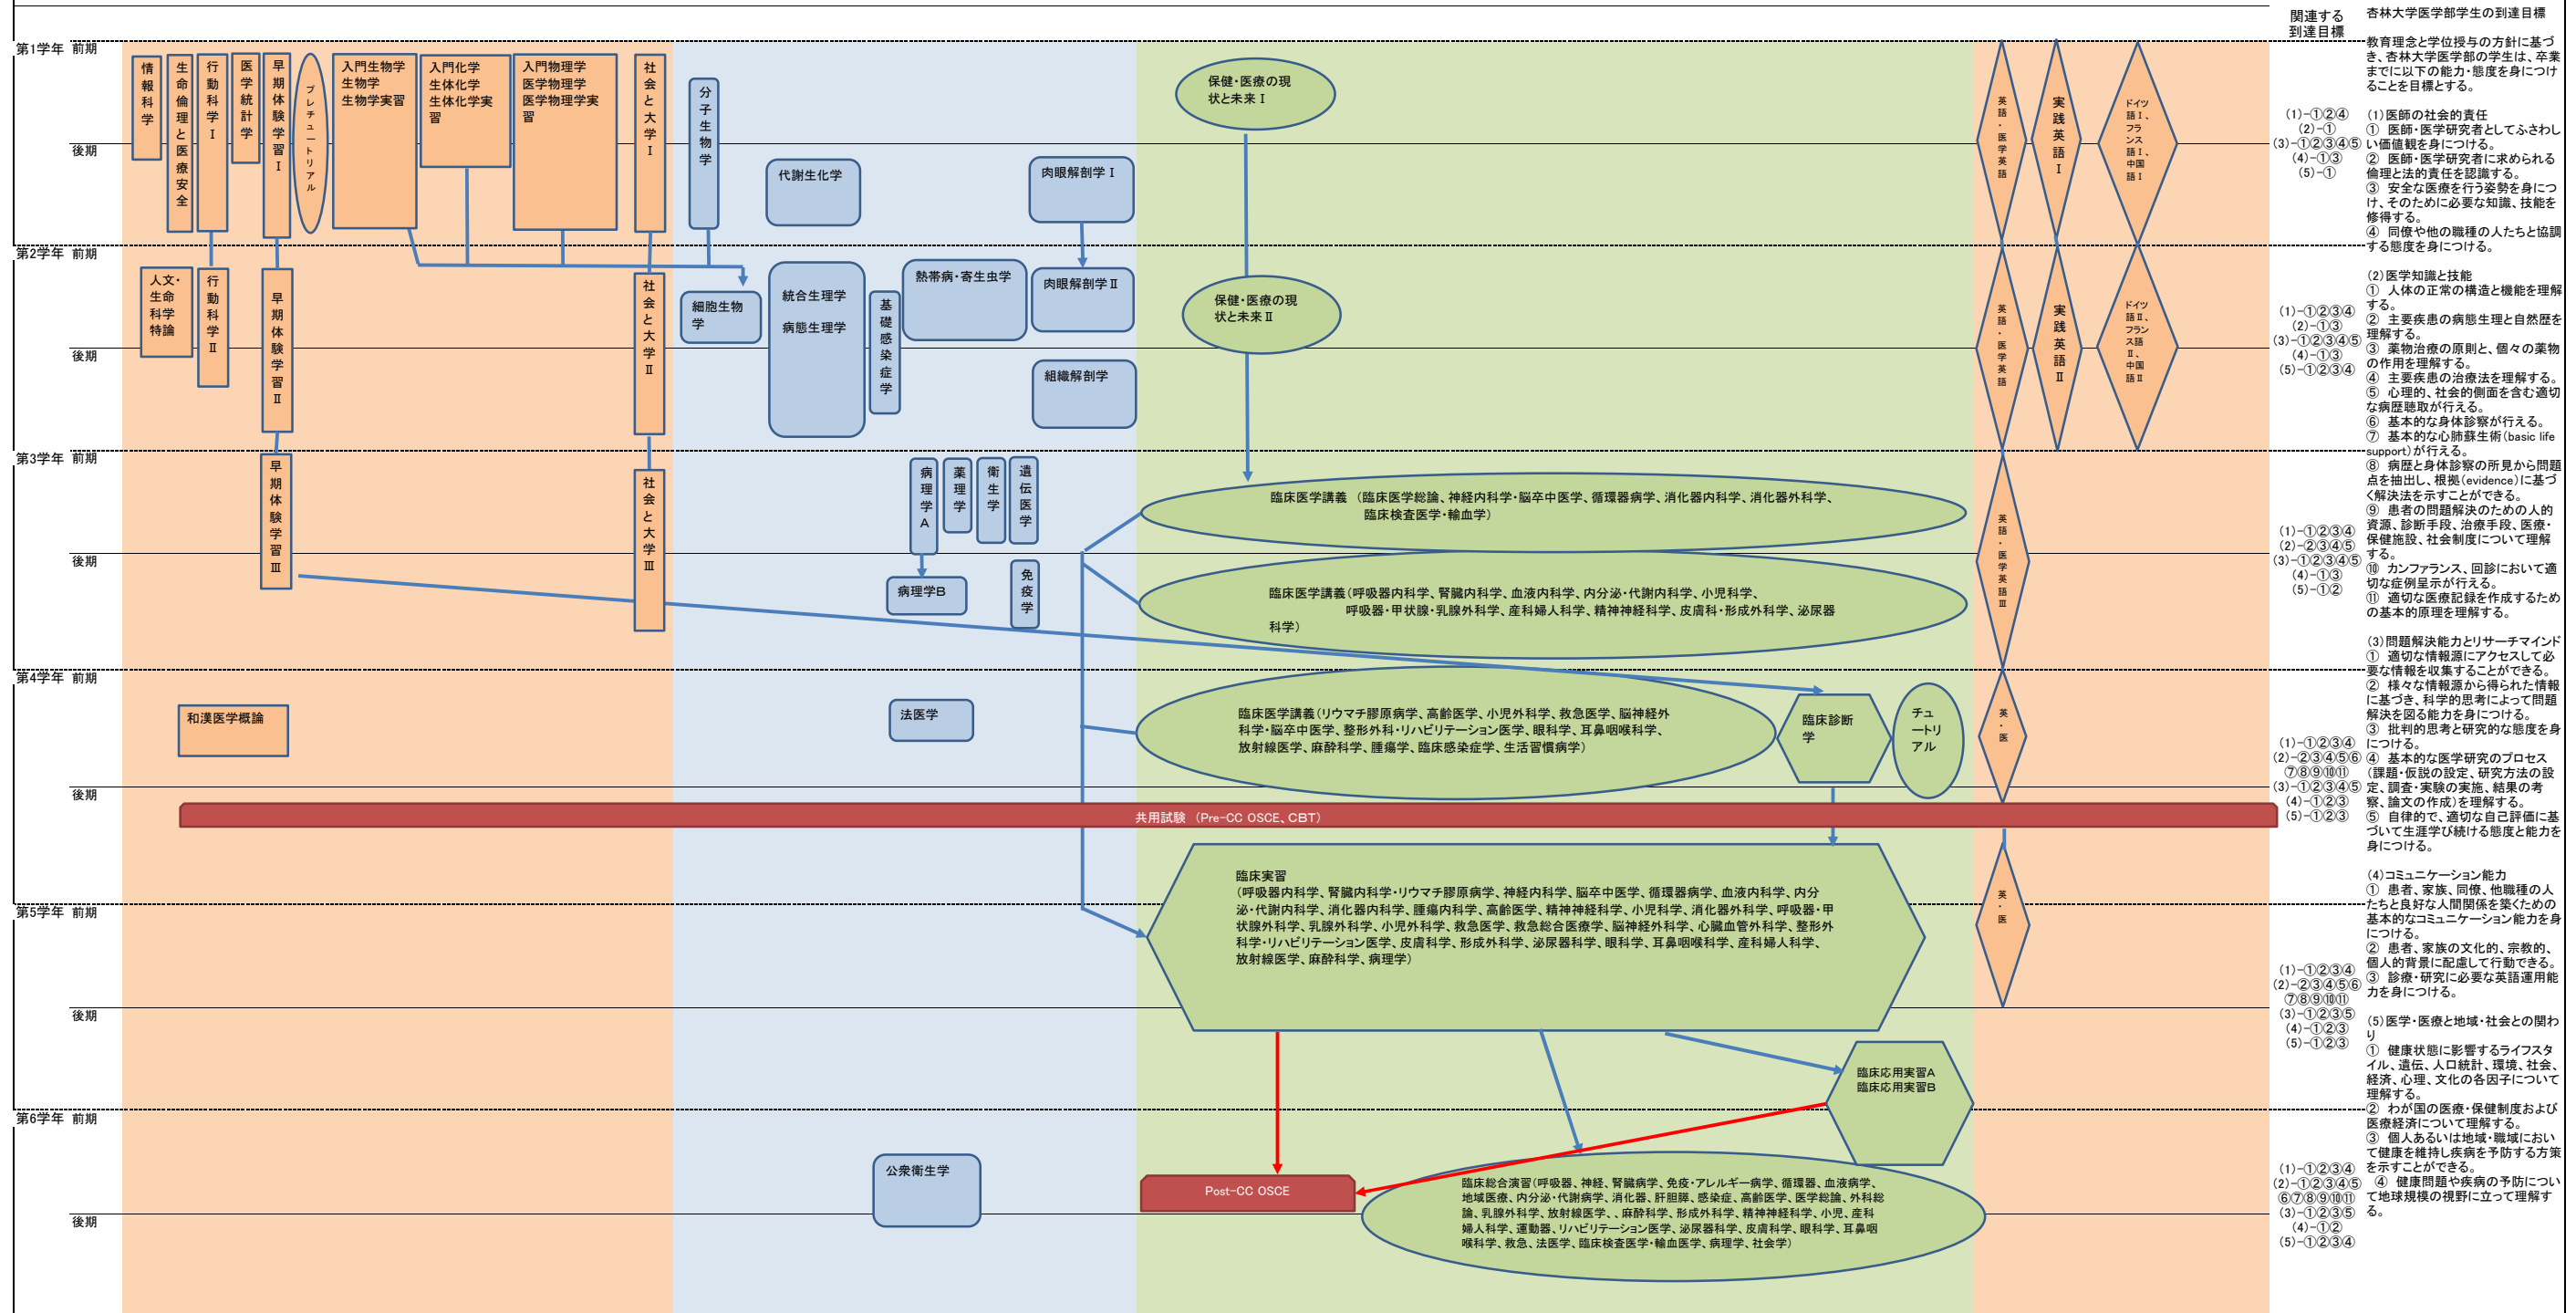 関連する
到達目標
杏林大学医学部学生の到達目標
教育理念と学位授与の方針に基づ
き、杏林大学医学部の学生は、卒業
までに以下の能力・態度を身につけ
ることを目標とする。
第1学年 前期
後期
情報科学
生命倫理と医療安全
行動科学Ⅰ
医学統計学
早期体験学習Ⅰ
プレチュートリアル
入門生物学
生物学
生物学実習
入門化学
生体化学
生体化学実
習
入門物理学
医学物理学
医学物理学実
習
社会と大学Ⅰ
分子生物学
代謝生化学
肉眼解剖学Ⅰ
保健・医療の現
状と未来Ⅰ
英語・医学英語
実践英語Ⅰ
ドイツ
語Ⅰ、
フラ
ンス
語Ⅰ、
中国
語Ⅰ
(1)-①②④
(2)-①
(3)-①②③④⑤
(4)-①③
(5)-①
(1)医師の社会的責任
① 医師・医学研究者としてふさわし
い価値観を身につける。
② 医師・医学研究者に求められる
倫理と法的責任を認識する。
③ 安全な医療を行う姿勢を身につ
け、そのために必要な知識、技能を
修得する。
④ 同僚や他の職種の人たちと協調
する態度を身につける。
第2学年 前期
後期
人文・
生命
科学
特論
行動科学Ⅱ
早期体験学習Ⅱ
社会と大学Ⅱ
細胞生物
学
統合生理学
病態生理学
基礎感染症学
熱帯病・寄生虫学
肉眼解剖学Ⅱ
組織解剖学
保健・医療の現
状と未来Ⅱ
英語・医学英語
実践英語Ⅱ
ドイツ
語Ⅱ、
フラン
ス語
Ⅱ、
中国
語Ⅱ
(1)-①②③④
(2)-①③
(3)-①②③④⑤
(4)-①③
(5)-①②③④
(2)医学知識と技能
① 人体の正常の構造と機能を理解
する。
② 主要疾患の病態生理と自然歴を
理解する。
③ 薬物治療の原則と、個々の薬物
の作用を理解する。
④ 主要疾患の治療法を理解する。
⑤ 心理的、社会的側面を含む適切
な病歴聴取が行える。
⑥ 基本的な身体診察が行える。
⑦ 基本的な心肺蘇生術(basic life
support)が行える。
⑧ 病歴と身体診察の所見から問題
点を抽出し、根拠(evidence)に基づ
く解決法を示すことができる。
⑨ 患者の問題解決のための人的
資源、診断手段、治療手段、医療・
保健施設、社会制度について理解
する。
⑩ カンファランス、回診において適
切な症例呈示が行える。
⑪ 適切な医療記録を作成するため
の基本的原理を理解する。
第3学年 前期
後期
早期体験学習Ⅲ
社会と大学Ⅲ
病理学A
薬理学
衛生学
遺伝医学
病理学B
免疫学
臨床医学講義 (臨床医学総論、神経内科学・脳卒中医学、循環器病学、消化器内科学、消化器外科学、
臨床検査医学・輸血学)
臨床医学講義(呼吸器内科学、腎臓内科学、血液内科学、内分泌・代謝内科学、小児科学、
呼吸器・甲状腺・乳腺外科学、産科婦人科学、精神神経科学、皮膚科・形成外科学、泌尿器
科学)
英語・医学英語Ⅲ
(1)-①②③④
(2)-②③④⑤
(3)-①②③④⑤
(4)-①③
(5)-①②
(3)問題解決能力とリサーチマインド
① 適切な情報源にアクセスして必
要な情報を収集することができる。
② 様々な情報源から得られた情報
に基づき、科学的思考によって問題
解決を図る能力を身につける。
③ 批判的思考と研究的な態度を身
につける。
④ 基本的な医学研究のプロセス
(課題・仮説の設定、研究方法の設
定、調査・実験の実施、結果の考
察、論文の作成)を理解する。
⑤ 自律的で、適切な自己評価に基
づいて生涯学び続ける態度と能力を
身につける。
第4学年 前期
後期
和漢医学概論
法医学
臨床医学講義(リウマチ膠原病学、高齢医学、小児外科学、救急医学、脳神経外
科学・脳卒中医学、整形外科・リハビリテーション医学、眼科学、耳鼻咽喉科学、
放射線医学、麻酔科学、腫瘍学、臨床感染症学、生活習慣病学)
臨床診断
学
チュ
ートリ
アル
英・医
(1)-①②③④
(2)-②③④⑤⑥
⑦⑧⑨⑩⑪
(3)-①②③④⑤
(4)-①②③
(5)-①②③
共用試験 (Pre-CC OSCE、CBT)
臨床実習
(呼吸器内科学、腎臓内科学・リウマチ膠原病学、神経内科学、脳卒中医学、循環器病学、血液内科学、内分
泌・代謝内科学、消化器内科学、腫瘍内科学、高齢医学、精神神経科学、小児科学、消化器外科学、呼吸器・甲
状腺外科学、乳腺外科学、小児外科学、救急医学、救急総合医療学、脳神経外科学、心臓血管外科学、整形外
科学・リハビリテーション医学、皮膚科学、形成外科学、泌尿器科学、眼科学、耳鼻咽喉科学、産科婦人科学、
放射線医学、麻酔科学、病理学)
英・医
第5学年 前期
後期
(4)コミュニケーション能力
① 患者、家族、同僚、他職種の人
たちと良好な人間関係を築くための
基本的なコミュニケーション能力を身
につける。
② 患者、家族の文化的、宗教的、
個人的背景に配慮して行動できる。
③ 診療・研究に必要な英語運用能
力を身につける。
(1)-①②③④
(2)-②③④⑤⑥
⑦⑧⑨⑩⑪
(3)-①②③⑤
(4)-①②③
(5)-①②③
臨床応用実習A
臨床応用実習B
(5)医学・医療と地域・社会との関わ
り
① 健康状態に影響するライフスタ
イル、遺伝、人口統計、環境、社会、
経済、心理、文化の各因子について
理解する。
② わが国の医療・保健制度および
医療経済について理解する。
③ 個人あるいは地域・職域におい
て健康を維持し疾病を予防する方策
を示すことができる。
④ 健康問題や疾病の予防につい
て地球規模の視野に立って理解す
る。
第6学年 前期
後期
公衆衛生学
Post-CC OSCE
臨床総合演習(呼吸器、神経、腎臓病学、免疫・アレルギー病学、循環器、血液病学、
地域医療、内分泌・代謝病学、消化器、肝胆膵、感染症、高齢医学、医学総論、外科総
論、乳腺外科学、放射線医学、、麻酔科学、形成外科学、精神神経科学、小児、産科
婦人科学、運動器、リハビリテーション医学、泌尿器科学、皮膚科学、眼科学、耳鼻咽
喉科学、救急、法医学、臨床検査医学・輸血医学、病理学、社会学)
(1)-①②③④
(2)-①②③④⑤
⑥⑦⑧⑨⑩⑪
(3)-①②③⑤
(4)-①②
(5)-①②③④